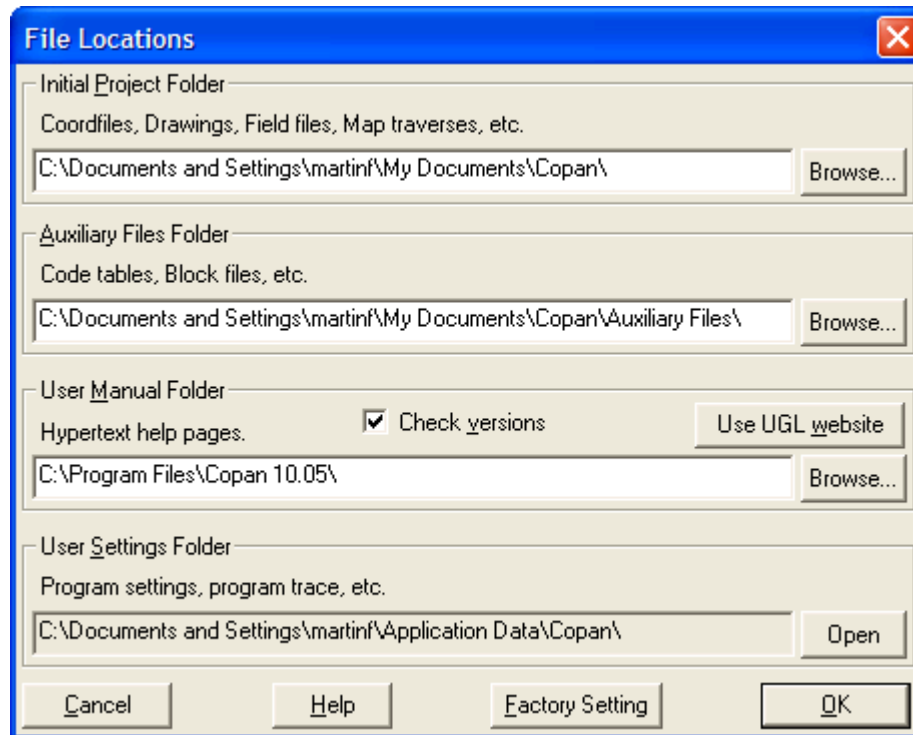 File Locations
Initial Project Folder
Coordfiles, Drawings, Field files, Map traverses, etc.
C:\Documents and Settings\martinf\My Documents\Copan\ Browse...
Auxiliary Files Folder
Code tables, Block files, etc.
C:\Documents and Settings\martinf\My Documents\Copan\Auxiliary Files\ Browse...
User Manual Folder
Hypertext help pages. Check versions Use UGL website
C:\Program Files\Copan 10.05\ Browse...
User Settings Folder
Program settings, program trace, etc.
C:\Documents and Settings\martinf\Application Data\Copan\ Open
Cancel Help Factory Setting OK